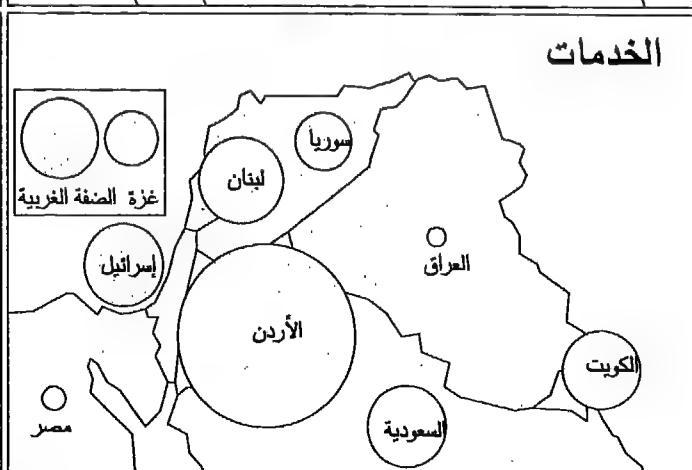 الخدمات
غزة الضفة الغربية
سوريا
لبنان
العراق
إسرائيل
الأردن
الكويت
السعودية
مصر